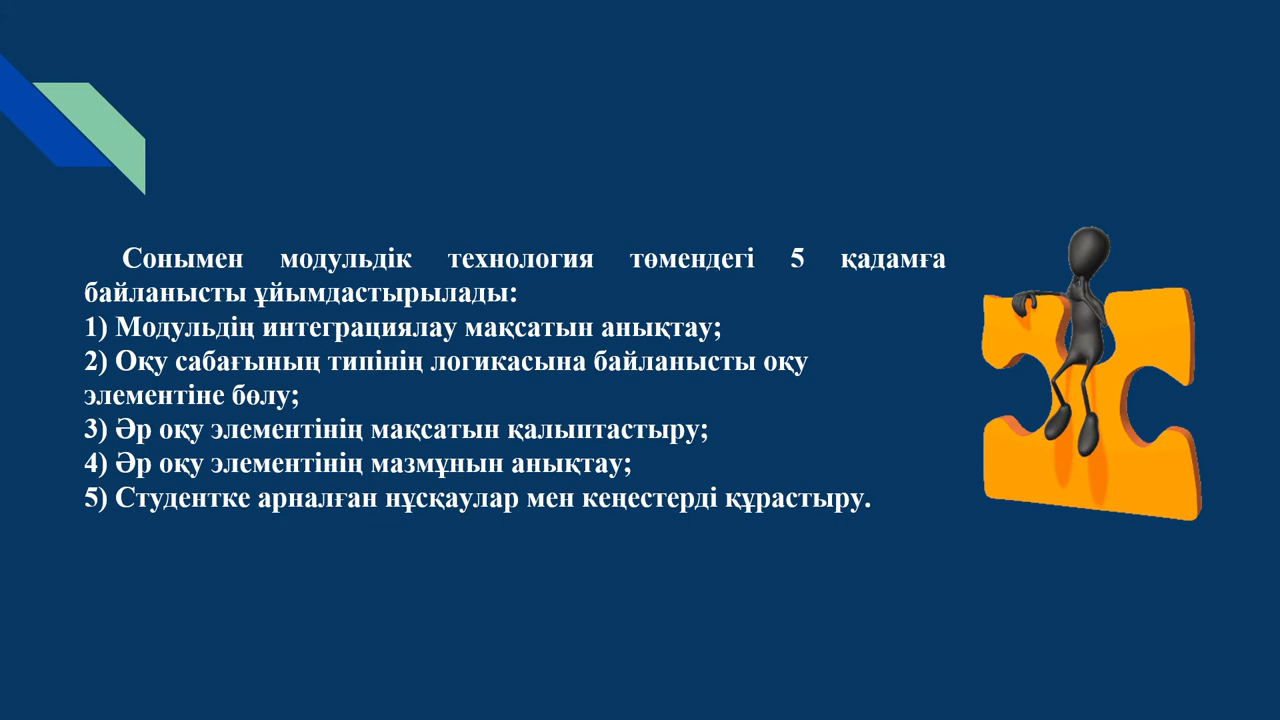 Сонымен модульдік технология төмендегі 5 қадамға
байланысты ұйымдастырылады:
1) Модульдің интеграциялау мақсатын анықтау;
2) Оқу сабағының типінің логикасына байланысты оқу
элементіне бөлу;
3) Әр оқу элементінің мақсатын қалыптастыру;
4) Әр оқу элементінің мазмұнын анықтау;
5) Студентке арналған нұсқаулар мен кеңестерді құрастыру.